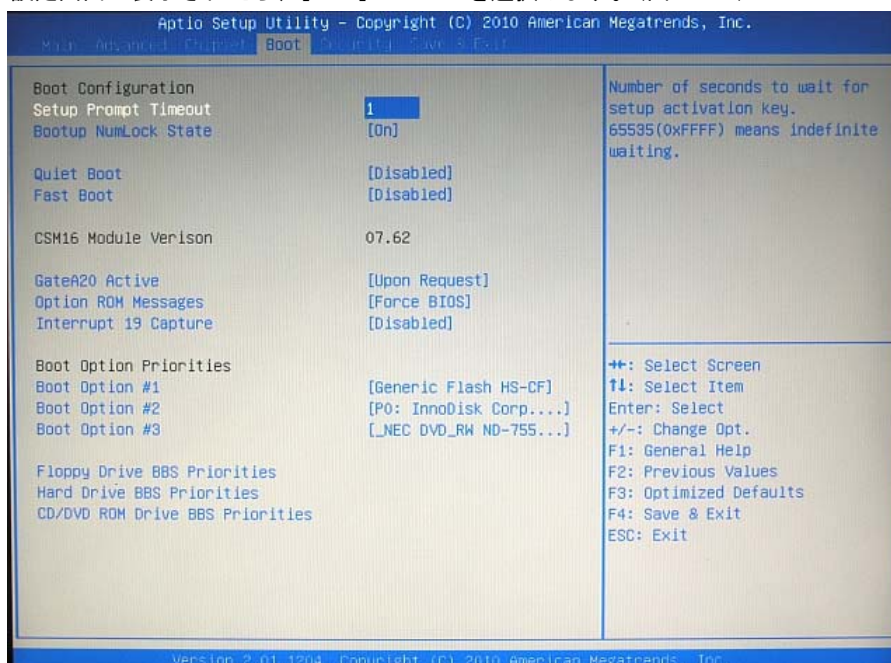 Aptio Setup Utility - Copyright (C) 2010 American Megatrends, Inc.
Main Advanced Chipset Boot Security Save & Exit
Boot Configuration
Setup Prompt Timeout 1
Bootup NumLock State [On]
Quiet Boot [Disabled]
Fast Boot [Disabled]
CSM16 Module Verison 07.62
GateA20 Active [Upon Request]
Option ROM Messages [Force BIOS]
Interrupt 19 Capture [Disabled]
Boot Option Priorities
Boot Option #1 [Generic Flash HS-CF]
Boot Option #2 [P0: InnoDisk Corp....]
Boot Option #3 [_NEC DVD_RW ND-755...]
Floppy Drive BBS Priorities
Hard Drive BBS Priorities
CD/DVD ROM Drive BBS Priorities
Number of seconds to wait for
setup activation key.
65535(0xFFFF) means indefinite
waiting.
→←: Select Screen
↑↓: Select Item
Enter: Select
+/-: Change Opt.
F1: General Help
F2: Previous Values
F3: Optimized Defaults
F4: Save & Exit
ESC: Exit
Version 2.01.1204. Copyright (C) 2010 American Megatrends, Inc.